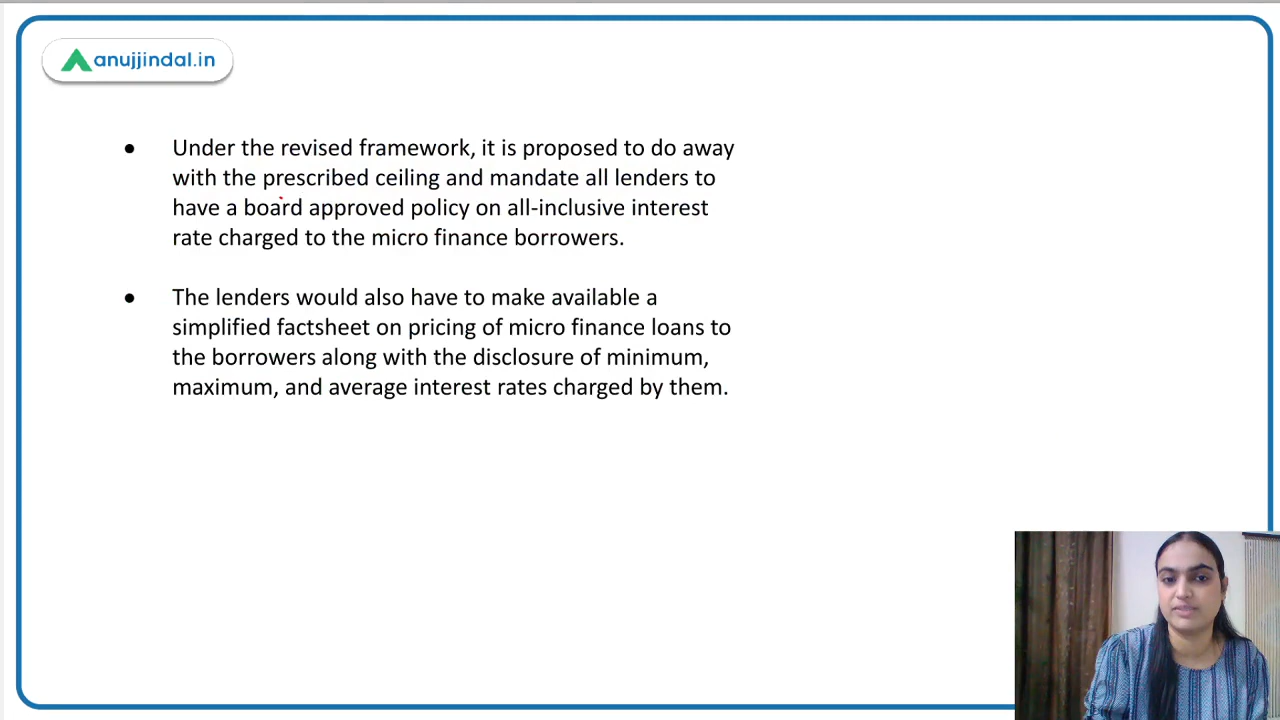 anujjindal.in
● Under the revised framework, it is proposed to do away
with the prescribed ceiling and mandate all lenders to
have a board approved policy on all-inclusive interest
rate charged to the micro finance borrowers.
● The lenders would also have to make available a
simplified factsheet on pricing of micro finance loans to
the borrowers along with the disclosure of minimum,
maximum, and average interest rates charged by them.